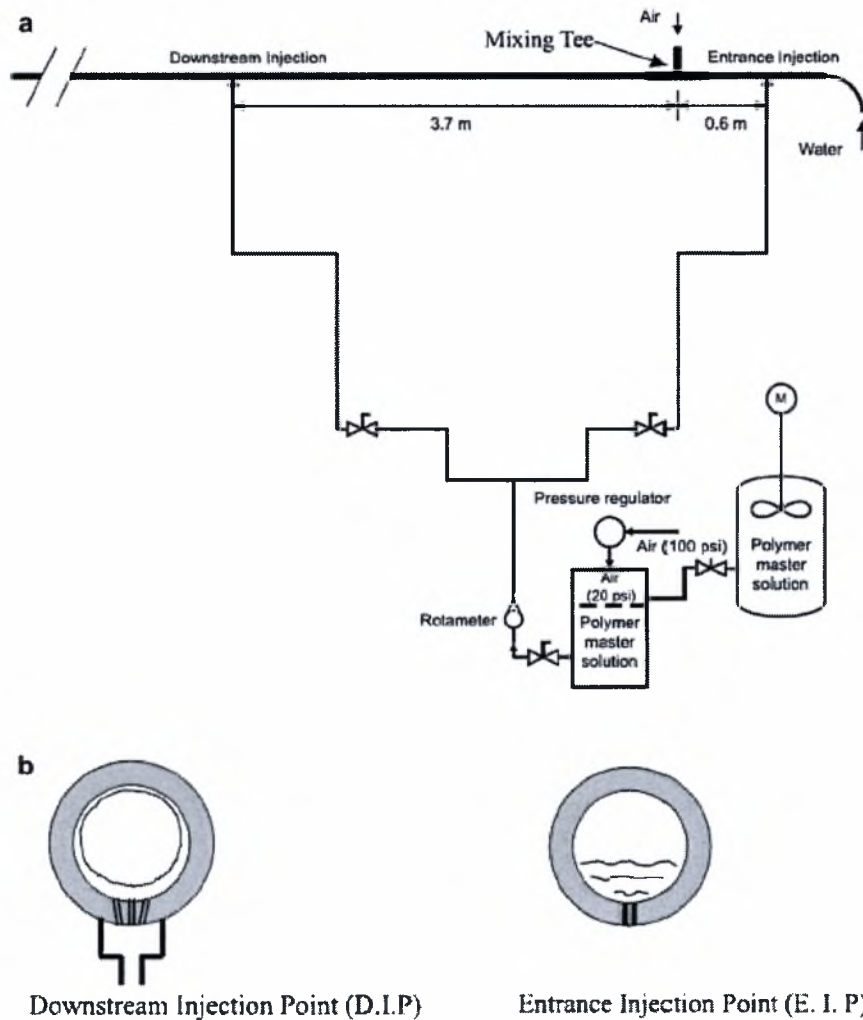 a
Air
Mixing Tee
Downstream Injection
Entrance Injection
3.7 m
0.6 m
Water
M
Pressure regulator
Air (100 psi)
Air
(20 psi)
Polymer
master
solution
Polymer
master
solution
Rotameter
b
Downstream Injection Point (D.I.P)
Entrance Injection Point (E. I. P)